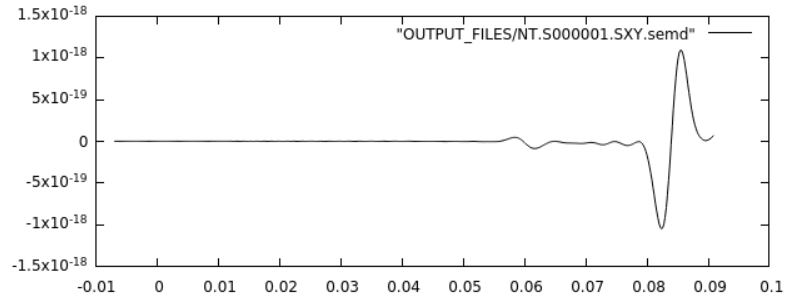 1.5x10-18
"OUTPUT_FILES/NT.S000001.SXY.semd"
1x10-18
5x10-19
0
-5x10-19
-1x10-18
-1.5x10-18
-0.01 0 0.01 0.02 0.03 0.04 0.05 0.06 0.07 0.08 0.09 0.1